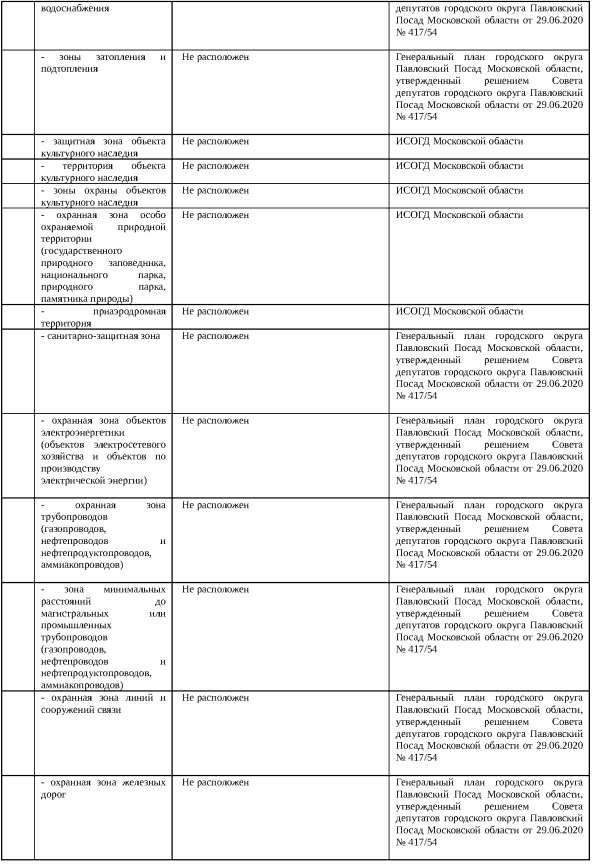 водоснабжения
депутатов городского округа Павловский
Посад Московской области от 29.06.2020
№ 417/54
- зоны затопления и
подтопления
Не расположен
Генеральный план городского округа
Павловский Посад Московской области,
утвержденный решением Совета
депутатов городского округа Павловский
Посад Московской области от 29.06.2020
№ 417/54
- защитная зона объекта
культурного наследия
Не расположен
ИСОГД Московской области
- территория объекта
культурного наследия
Не расположен
ИСОГД Московской области
- зоны охраны объектов
культурного наследия
Не расположен
ИСОГД Московской области
- охранная зона особо
охраняемой природной
территории
(государственного
природного заповедника,
национального парка,
природного парка,
памятника природы)
Не расположен
ИСОГД Московской области
- приаэродромная
территория
Не расположен
ИСОГД Московской области
- санитарно-защитная зона
Не расположен
Генеральный план городского округа
Павловский Посад Московской области,
утвержденный решением Совета
депутатов городского округа Павловский
Посад Московской области от 29.06.2020
№ 417/54
- охранная зона объектов
электроэнергетики
(объектов электросетевого
хозяйства и объектов по
производству
электрической энергии)
Не расположен
Генеральный план городского округа
Павловский Посад Московской области,
утвержденный решением Совета
депутатов городского округа Павловский
Посад Московской области от 29.06.2020
№ 417/54
- охранная зона
трубопроводов
(газопроводов,
нефтепроводов и
нефтепродуктопроводов,
аммиакопроводов)
Не расположен
Генеральный план городского округа
Павловский Посад Московской области,
утвержденный решением Совета
депутатов городского округа Павловский
Посад Московской области от 29.06.2020
№ 417/54
- зона минимальных
расстояний до
магистральных или
промышленных
трубопроводов
(газопроводов,
нефтепроводов и
нефтепродуктопроводов,
аммиакопроводов)
Не расположен
Генеральный план городского округа
Павловский Посад Московской области,
утвержденный решением Совета
депутатов городского округа Павловский
Посад Московской области от 29.06.2020
№ 417/54
- охранная зона линий и
сооружений связи
Не расположен
Генеральный план городского округа
Павловский Посад Московской области,
утвержденный решением Совета
депутатов городского округа Павловский
Посад Московской области от 29.06.2020
№ 417/54
- охранная зона железных
дорог
Не расположен
Генеральный план городского округа
Павловский Посад Московской области,
утвержденный решением Совета
депутатов городского округа Павловский
Посад Московской области от 29.06.2020
№ 417/54